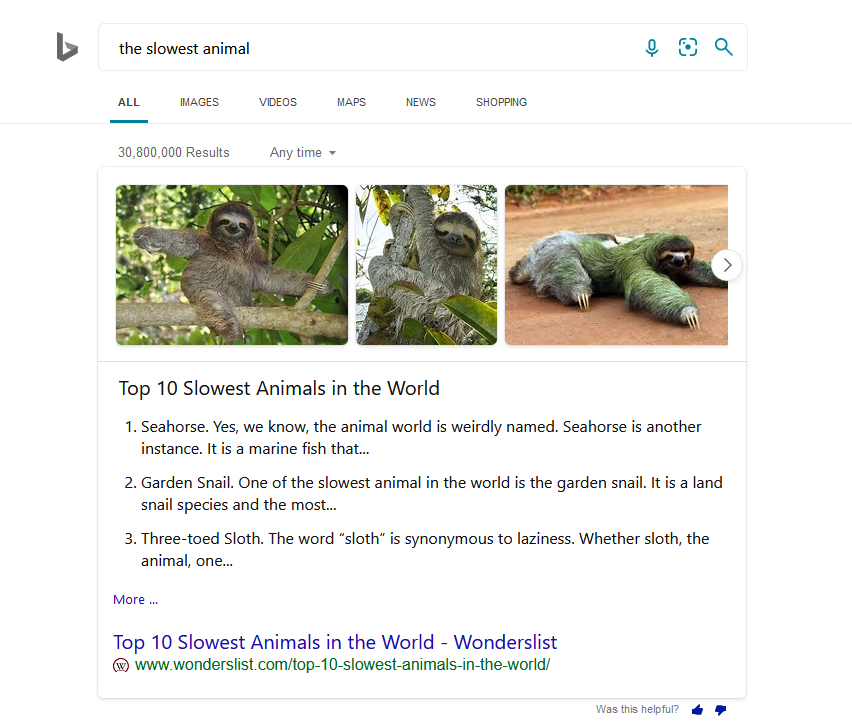 the slowest animal
ALL IMAGES VIDEOS MAPS NEWS SHOPPING
30,800,000 Results Any time
Top 10 Slowest Animals in the World
1. Seahorse. Yes, we know, the animal world is weirdly named. Seahorse is another
instance. It is a marine fish that...
2. Garden Snail. One of the slowest animal in the world is the garden snail. It is a land
snail species and the most...
3. Three-toed Sloth. The word “sloth” is synonymous to laziness. Whether sloth, the
animal, one...
More ...
Top 10 Slowest Animals in the World - Wonderslist
W www.wonderslist.com/top-10-slowest-animals-in-the-world/
Was this helpful?